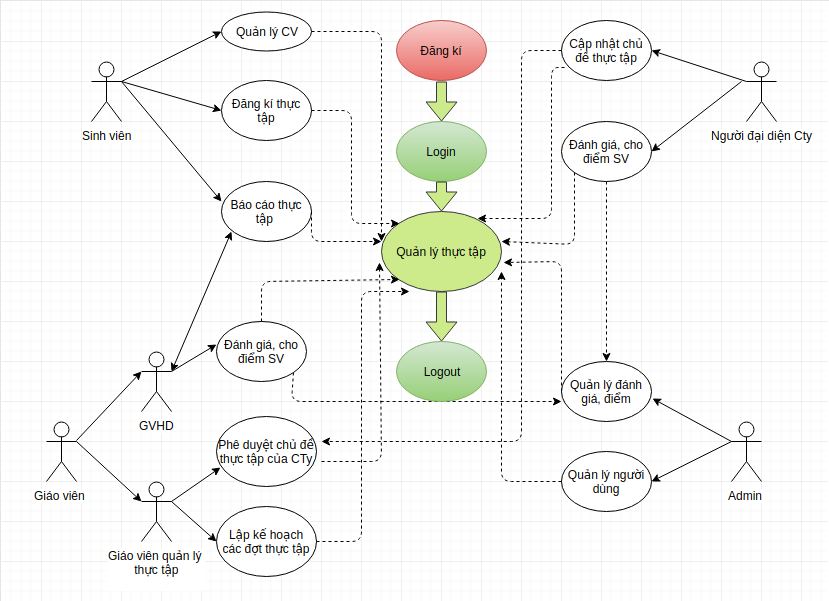 Quản lý CV
Đăng kí
Cập nhật chủ
đề thực tập
Sinh viên
Đăng kí thực
tập
Login
Đánh giá, cho
điểm SV
Người đại diện Cty
Báo cáo thực
tập
Quản lý thực tập
Đánh giá, cho
điểm SV
Logout
Quản lý đánh
giá, điểm
GVHD
Phê duyệt chủ đề
thực tập của CTy
Giáo viên
Quản lý người
dùng
Admin
Giáo viên quản lý
thực tập
Lập kế hoạch
các đợt thực tập